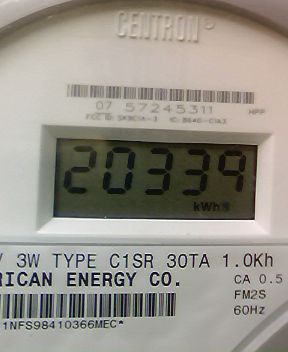 CENTRON®
07 57245311 HPP
20339
kWh
V 3W TYPE C1SR 30TA 1.0Kh
RICAN ENERGY CO. CA 0.5
FM2S
60Hz
1NFS98410366MEC*